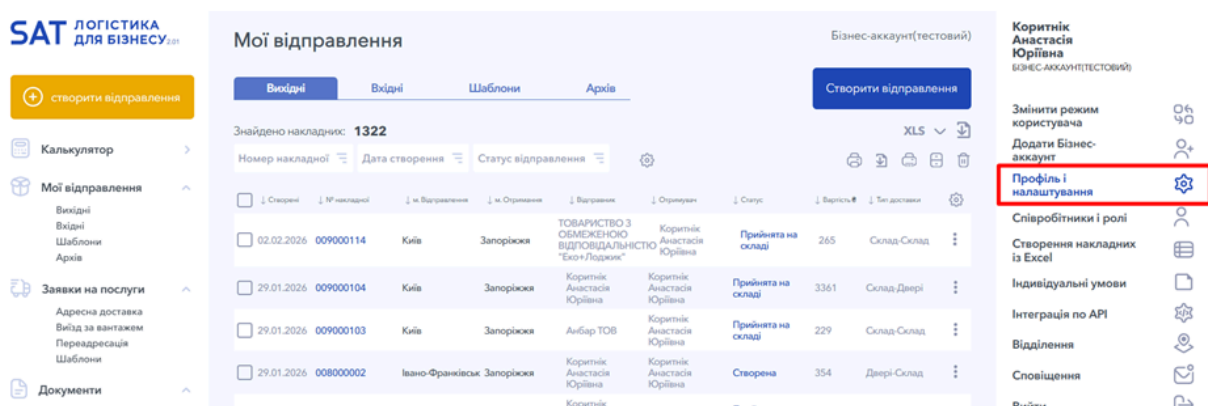 SAT ЛОГІСТИКА
ДЛЯ БІЗНЕСУ 2.01
створити відправлення
Калькулятор
Мої відправлення
Вихідні
Вхідні
Шаблони
Архів
Заявки на послуги
Адресна доставка
Виїзд за вантажем
Переадресація
Шаблони
Документи
Мої відправлення
Бізнес-аккаунт(тестовий)
Вихідні Вхідні Шаблони Архів
Створити відправлення
Знайдено накладних: 1322
XLS
Номер накладної Дата створення Статус відправлення
↓ Створені ↓ № накладної ↓ м. Відправлення ↓ м. Отримання ↓ Відправник ↓ Отримувач ↓ Статус ↓ Вартість₴ ↓ Тип доставки
02.02.2026 009000114 Київ Запоріжжя ТОВАРИСТВО З ОБМЕЖЕНОЮ ВІДПОВІДАЛЬНІСТЮ "Еко+Лоджик" Коритнік Анастасія Юріївна Прийнята на складі 265 Склад-Склад
29.01.2026 009000104 Київ Запоріжжя Коритнік Анастасія Юріївна Коритнік Анастасія Юріївна Прийнята на складі 3361 Склад-Двері
29.01.2026 009000103 Київ Запоріжжя Анбар ТОВ Коритнік Анастасія Юріївна Прийнята на складі 229 Склад-Склад
29.01.2026 008000002 Івано-Франківськ Запоріжжя Коритнік Анастасія Юріївна Коритнік Анастасія Юріївна Створена 354 Двері-Склад
Коритнік
Коритнік
Анастасія
Юріївна
БІЗНЕС-АККАУНТ(ТЕСТОВИЙ)
Змінити режим
користувача
Додати Бізнес-
аккаунт
Профіль і
налаштування
Співробітники і ролі
Створення накладних
із Excel
Індивідуальні умови
Інтеграція по API
Відділення
Сповіщення
Вийти